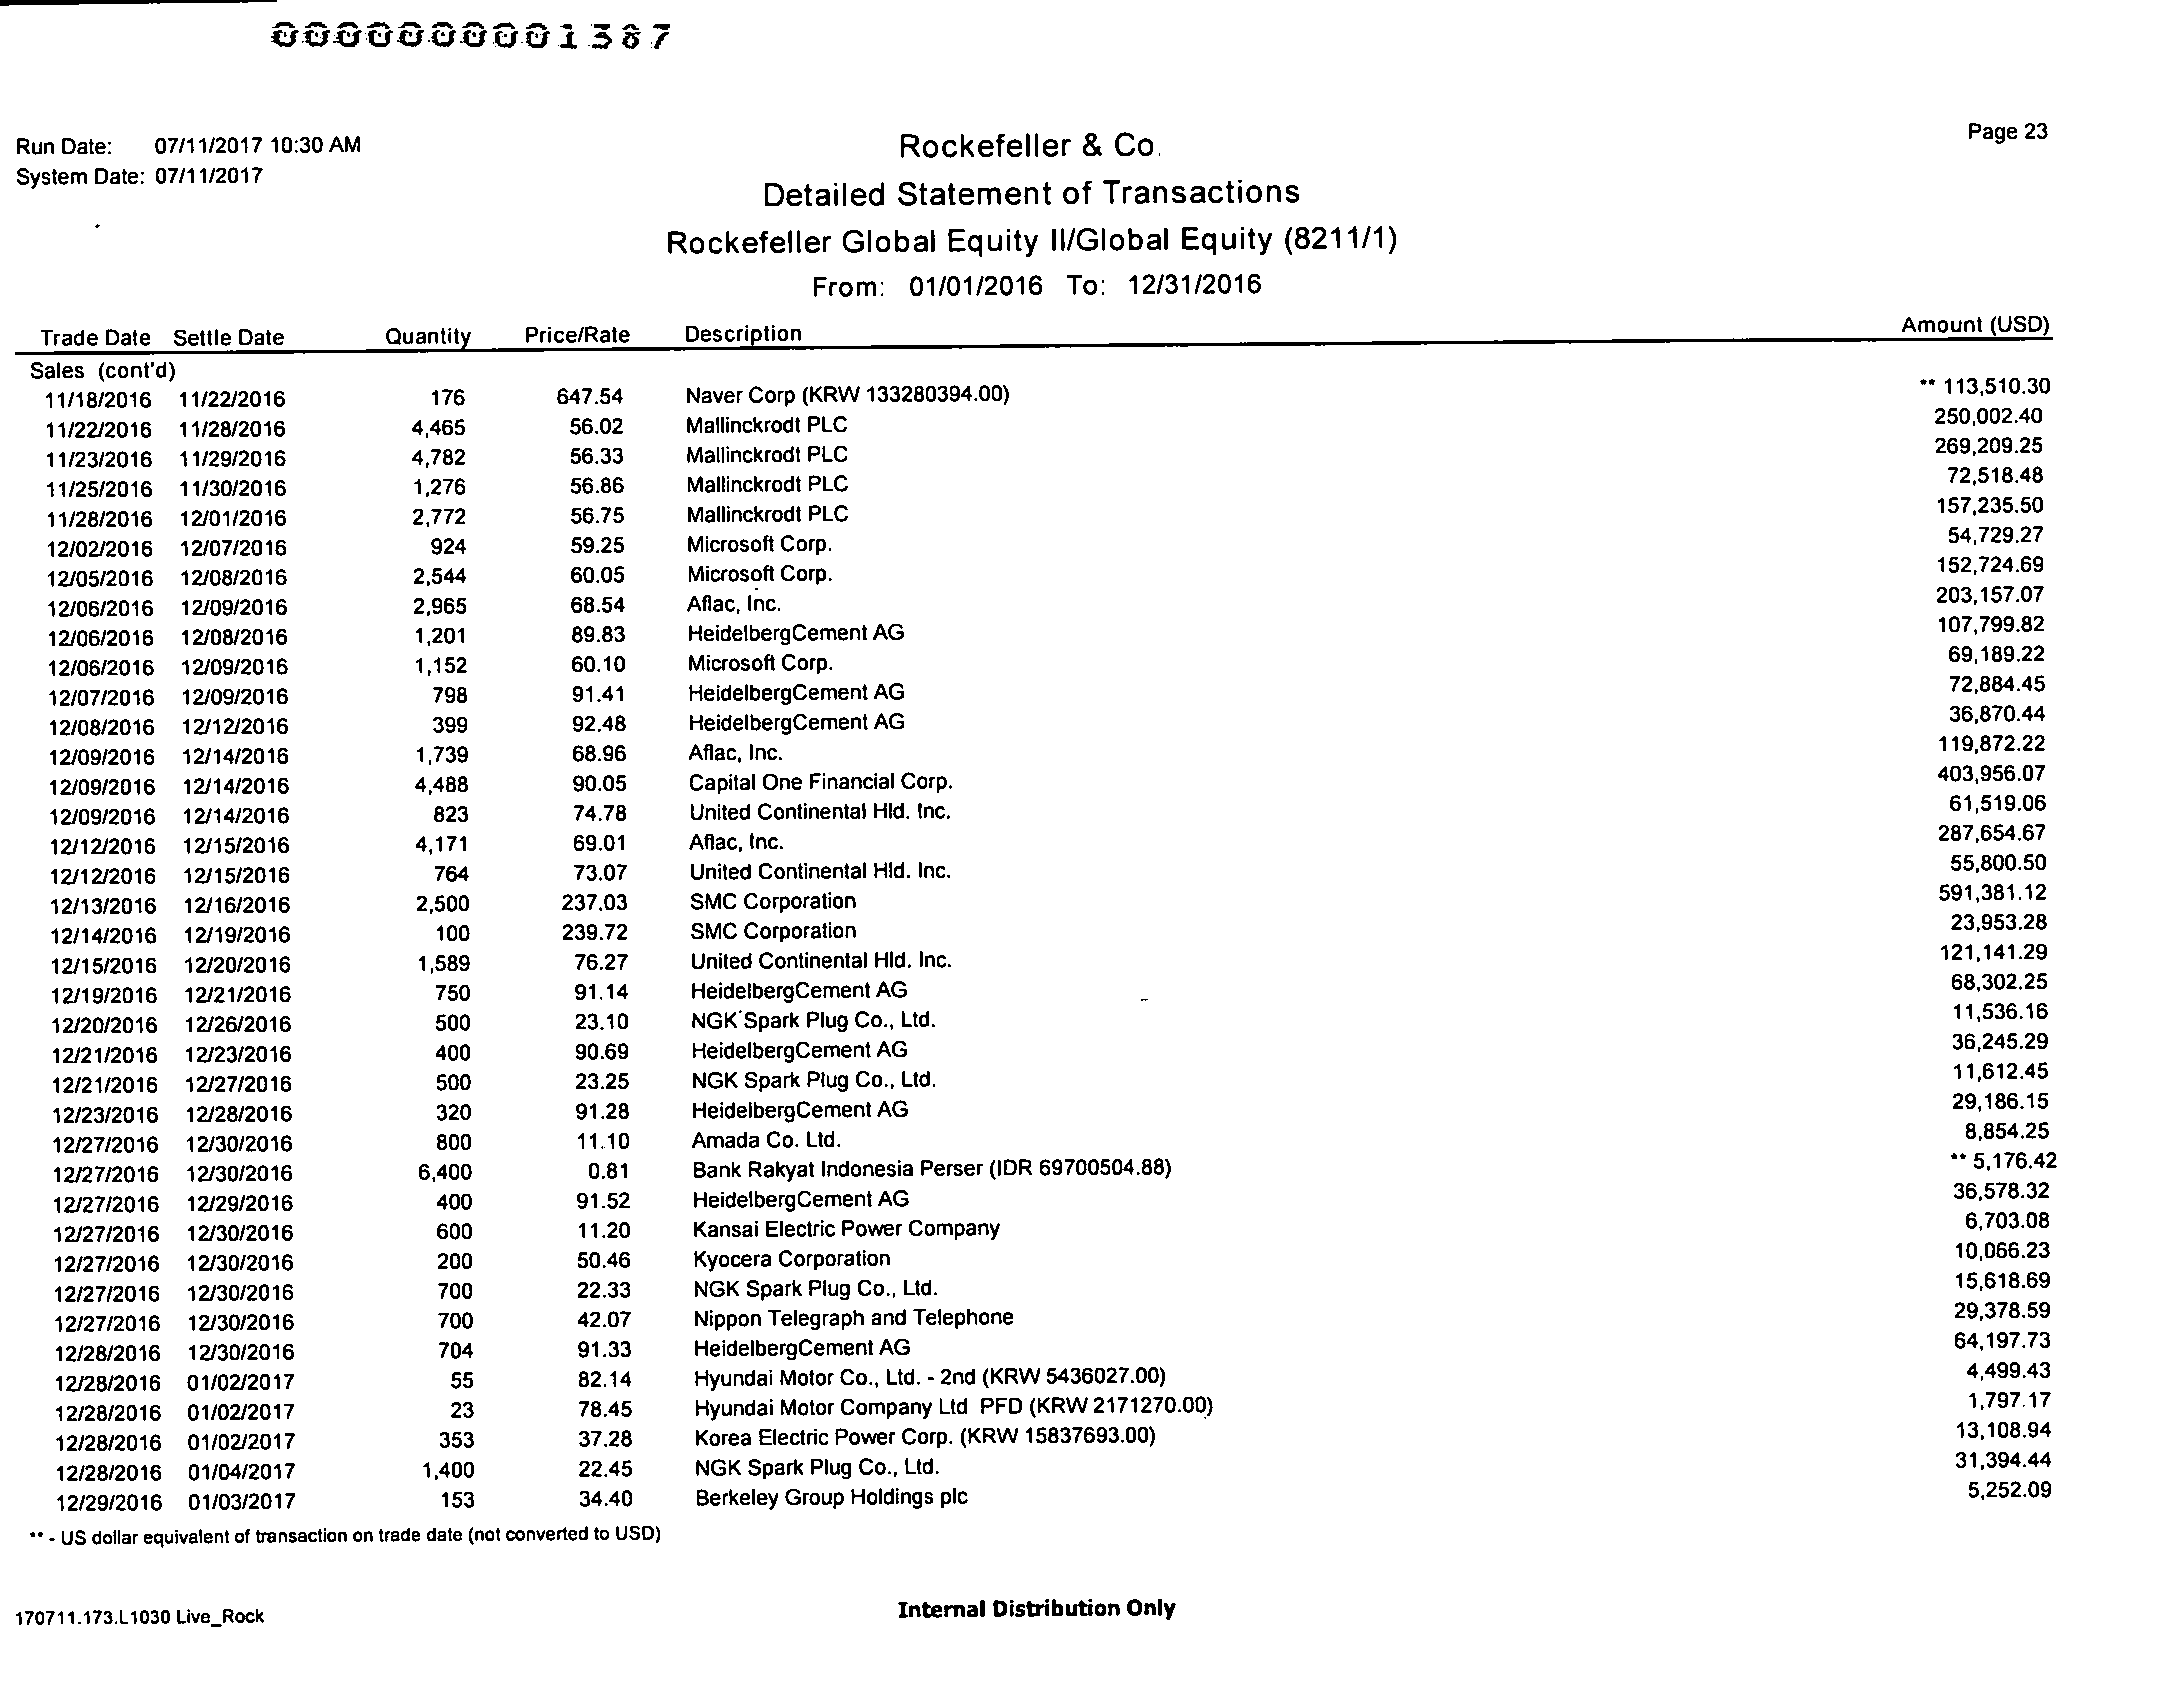 0000000001387
Run Date: 07/11/2017 10:30 AM
System Date: 07/11/2017
Rockefeller & Co.
Page 23
Detailed Statement of Transactions
Rockefeller Global Equity II/Global Equity (8211/1)
From: 01/01/2016 To: 12/31/2016
Trade Date Settle Date Quantity Price/Rate Description Amount (USD)
Sales (cont'd)
11/18/2016 11/22/2016 176 647.54 Naver Corp (KRW 133280394.00) ** 113,510.30
11/22/2016 11/28/2016 4,465 56.02 Mallinckrodt PLC 250,002.40
11/23/2016 11/29/2016 4,782 56.33 Mallinckrodt PLC 269,209.25
11/25/2016 11/30/2016 1,276 56.86 Mallinckrodt PLC 72,518.48
11/28/2016 12/01/2016 2,772 56.75 Mallinckrodt PLC 157,235.50
12/02/2016 12/07/2016 924 59.25 Microsoft Corp. 54,729.27
12/05/2016 12/08/2016 2,544 60.05 Microsoft Corp. 152,724.69
12/06/2016 12/09/2016 2,965 68.54 Aflac, Inc. 203,157.07
12/06/2016 12/08/2016 1,201 89.83 HeidelbergCement AG 107,799.82
12/06/2016 12/09/2016 1,152 60.10 Microsoft Corp. 69,189.22
12/07/2016 12/09/2016 798 91.41 HeidelbergCement AG 72,884.45
12/08/2016 12/12/2016 399 92.48 HeidelbergCement AG 36,870.44
12/09/2016 12/14/2016 1,739 68.96 Aflac, Inc. 119,872.22
12/09/2016 12/14/2016 4,488 90.05 Capital One Financial Corp. 403,956.07
12/09/2016 12/14/2016 823 74.78 United Continental Hld. Inc. 61,519.06
12/12/2016 12/15/2016 4,171 69.01 Aflac, Inc. 287,654.67
12/12/2016 12/15/2016 764 73.07 United Continental Hld. Inc. 55,800.50
12/13/2016 12/16/2016 2,500 237.03 SMC Corporation 591,381.12
12/14/2016 12/19/2016 100 239.72 SMC Corporation 23,953.28
12/15/2016 12/20/2016 1,589 76.27 United Continental Hld. Inc. 121,141.29
12/19/2016 12/21/2016 750 91.14 HeidelbergCement AG 68,302.25
12/20/2016 12/26/2016 500 23.10 NGK Spark Plug Co., Ltd. 11,536.16
12/21/2016 12/23/2016 400 90.69 HeidelbergCement AG 36,245.29
12/21/2016 12/27/2016 500 23.25 NGK Spark Plug Co., Ltd. 11,612.45
12/23/2016 12/28/2016 320 91.28 HeidelbergCement AG 29,186.15
12/27/2016 12/30/2016 800 11.10 Amada Co. Ltd. 8,854.25
12/27/2016 12/30/2016 6,400 0.81 Bank Rakyat Indonesia Perser (IDR 69700504.88) ** 5,176.42
12/27/2016 12/29/2016 400 91.52 HeidelbergCement AG 36,578.32
12/27/2016 12/30/2016 600 11.20 Kansai Electric Power Company 6,703.08
12/27/2016 12/30/2016 200 50.46 Kyocera Corporation 10,066.23
12/27/2016 12/30/2016 700 22.33 NGK Spark Plug Co., Ltd. 15,618.69
12/27/2016 12/30/2016 700 42.07 Nippon Telegraph and Telephone 29,378.59
12/28/2016 12/30/2016 704 91.33 HeidelbergCement AG 64,197.73
12/28/2016 01/02/2017 55 82.14 Hyundai Motor Co., Ltd. - 2nd (KRW 5436027.00) 4,499.43
12/28/2016 01/02/2017 23 78.45 Hyundai Motor Company Ltd PFD (KRW 2171270.00) 1,797.17
12/28/2016 01/02/2017 353 37.28 Korea Electric Power Corp. (KRW 15837693.00) 13,108.94
12/28/2016 01/04/2017 1,400 22.45 NGK Spark Plug Co., Ltd. 31,394.44
12/29/2016 01/03/2017 153 34.40 Berkeley Group Holdings plc 5,252.09
** - US dollar equivalent of transaction on trade date (not converted to USD)
170711.173.L1030 Live_Rock
Internal Distribution Only